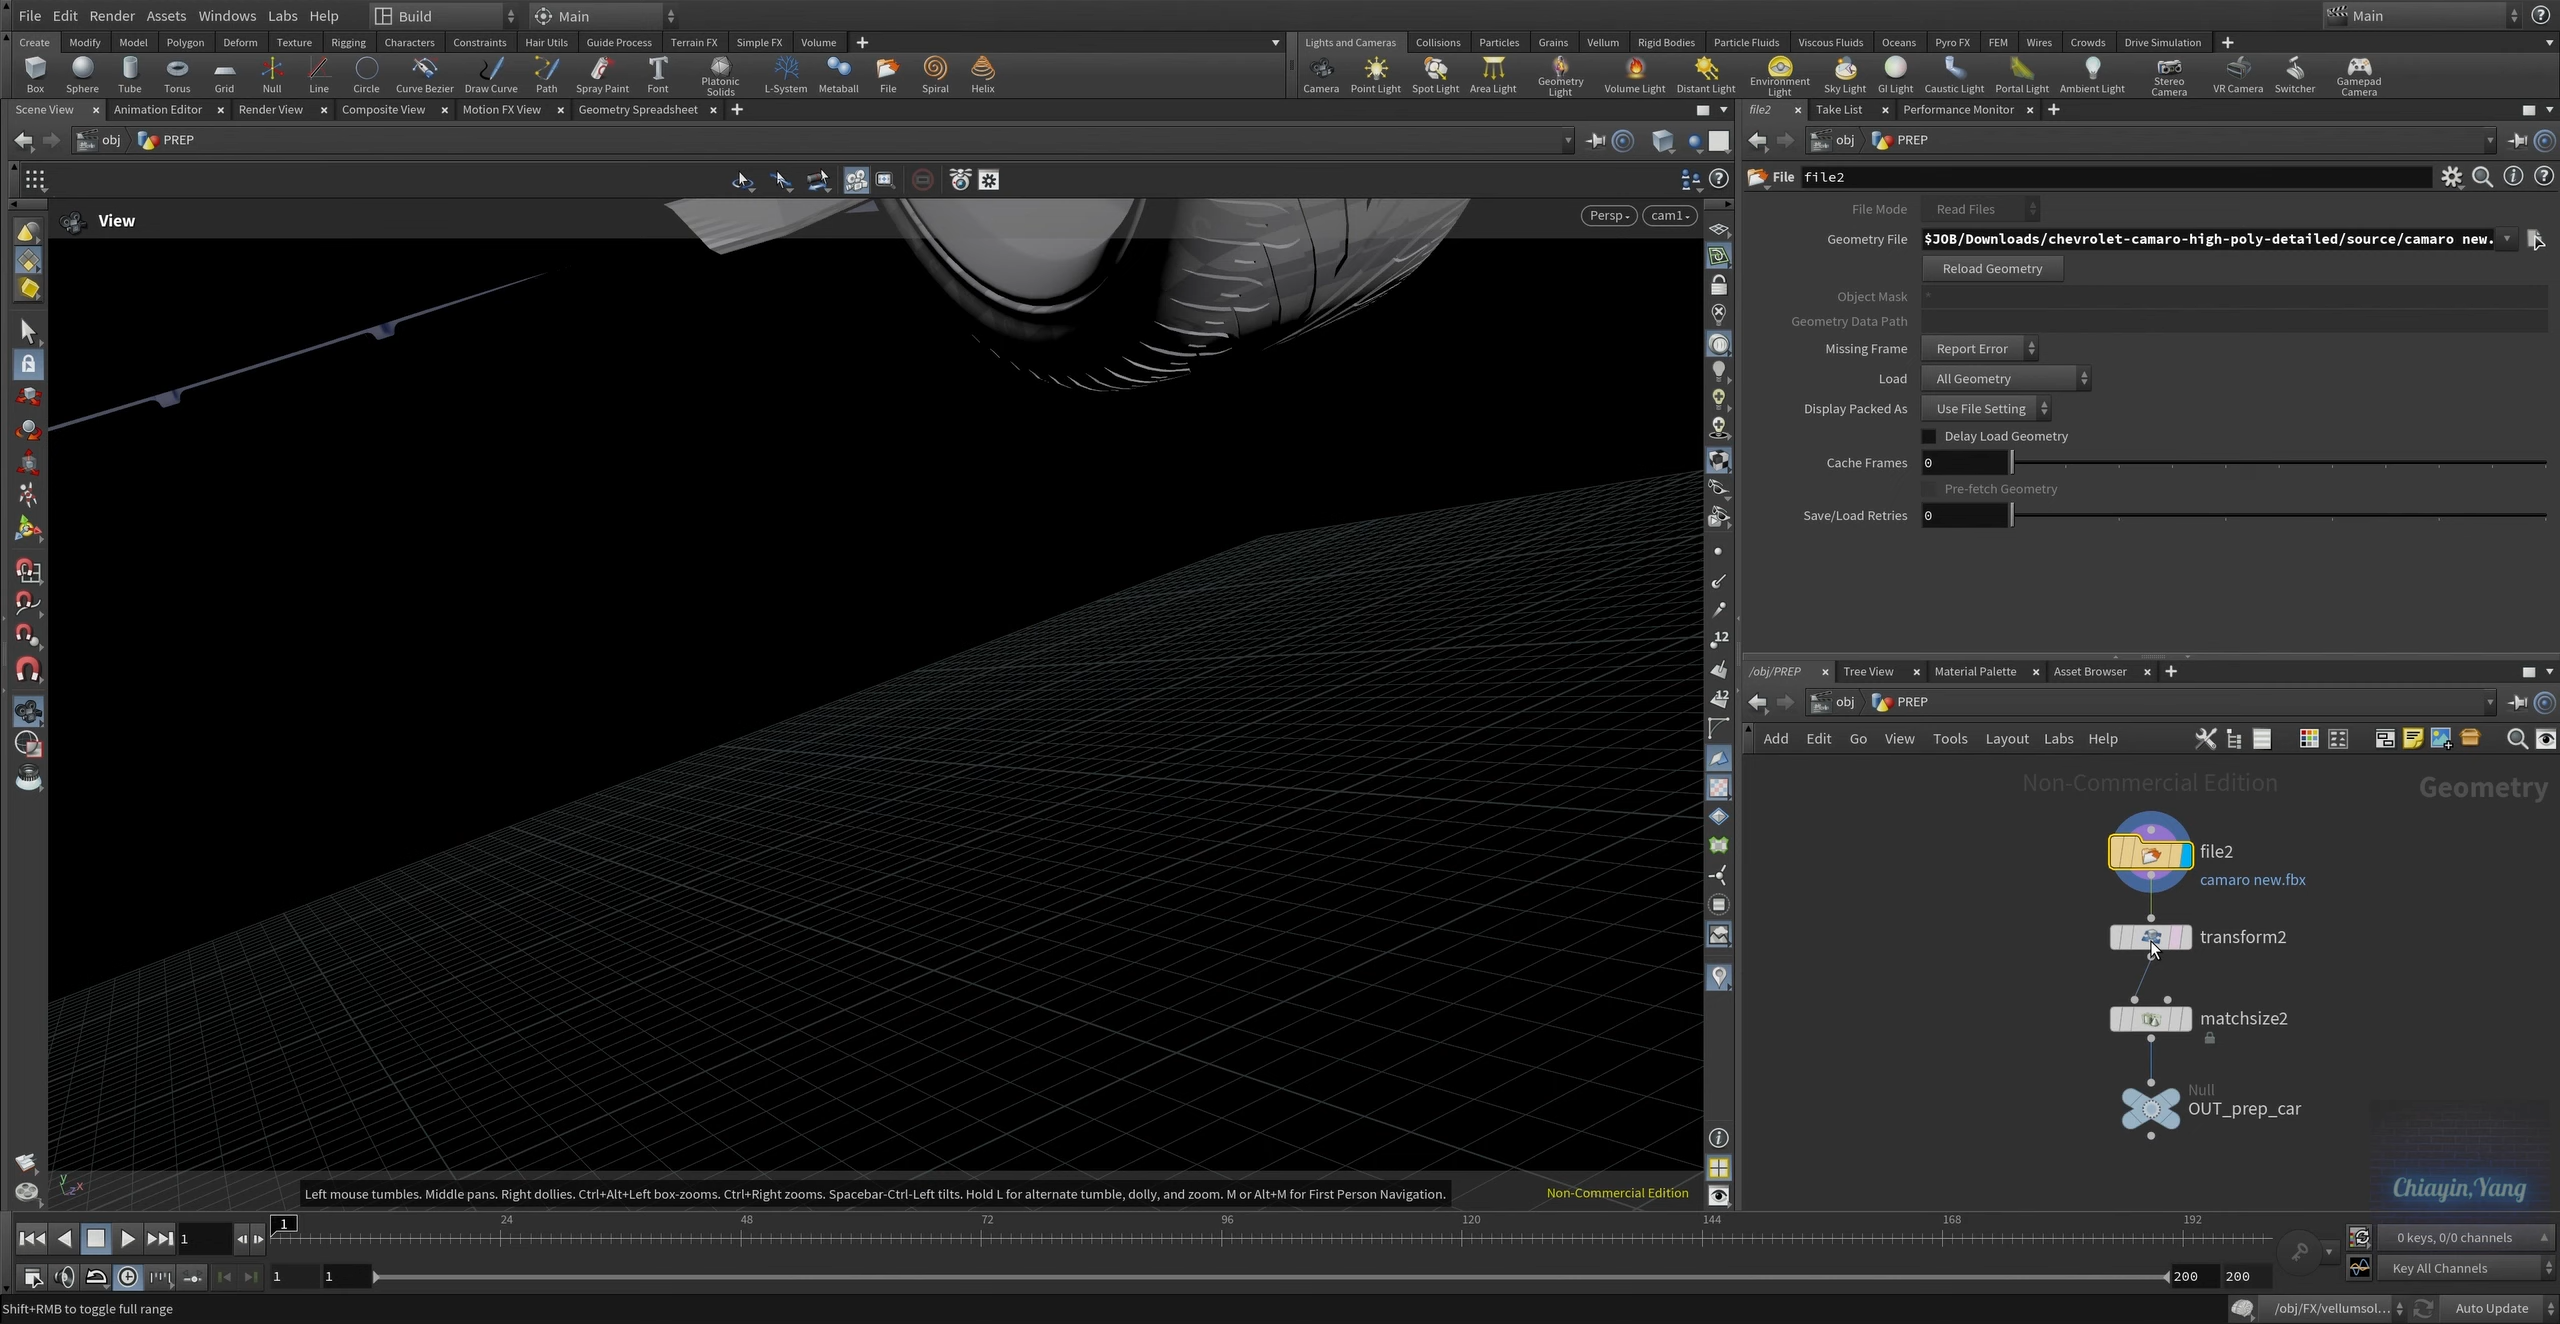 File Edit Render Assets Windows Labs Help Build Main Main
Create Modify Model Polygon Deform Texture Rigging Characters Constraints Hair Utils Guide Process Terrain FX Simple FX Volume
Lights and Cameras Collisions Particles Grains Vellum Rigid Bodies Particle Fluids Viscous Fluids Oceans Pyro FX FEM Wires Crowds Drive Simulation
Box Sphere Tube Torus Grid Null Line Circle Curve Bezier Draw Curve Path Spray Paint Font Platonic Solids L-System Metaball File Spiral Helix
Camera Point Light Spot Light Area Light Geometry Light Volume Light Distant Light Environment Light Sky Light GI Light Caustic Light Portal Light Ambient Light Stereo Camera VR Camera Switcher Gamepad Camera
Scene View Animation Editor Render View Composite View Motion FX View Geometry Spreadsheet
file2 Take List Performance Monitor
obj PREP
obj PREP
File file2
View
Persp cam1
File Mode Read Files
Geometry File $JOB/Downloads/chevrolet-camaro-high-poly-detailed/source/camaro new.
Reload Geometry
Object Mask *
Geometry Data Path
Missing Frame Report Error
Load All Geometry
Display Packed As Use File Setting
Delay Load Geometry
Cache Frames 0
Pre-fetch Geometry
Save/Load Retries 0
12
12
/obj/PREP Tree View Material Palette Asset Browser
obj PREP
Add Edit Go View Tools Layout Labs Help
Non-Commercial Edition Geometry
file2
camaro new.fbx
transform2
matchsize2
Null
OUT_prep_car
Chiayin,Yang
y z x
Left mouse tumbles. Middle pans. Right dollies. Ctrl+Alt+Left box-zooms. Ctrl+Right zooms. Spacebar-Ctrl-Left tilts. Hold L for alternate tumble, dolly, and zoom. M or Alt+M for First Person Navigation.
Non-Commercial Edition
1 24 48 72 96 120 144 168 192
1
0 keys, 0/0 channels
1 1 200 200
Key All Channels
Shift+RMB to toggle full range
/obj/FX/vellumsol... Auto Update